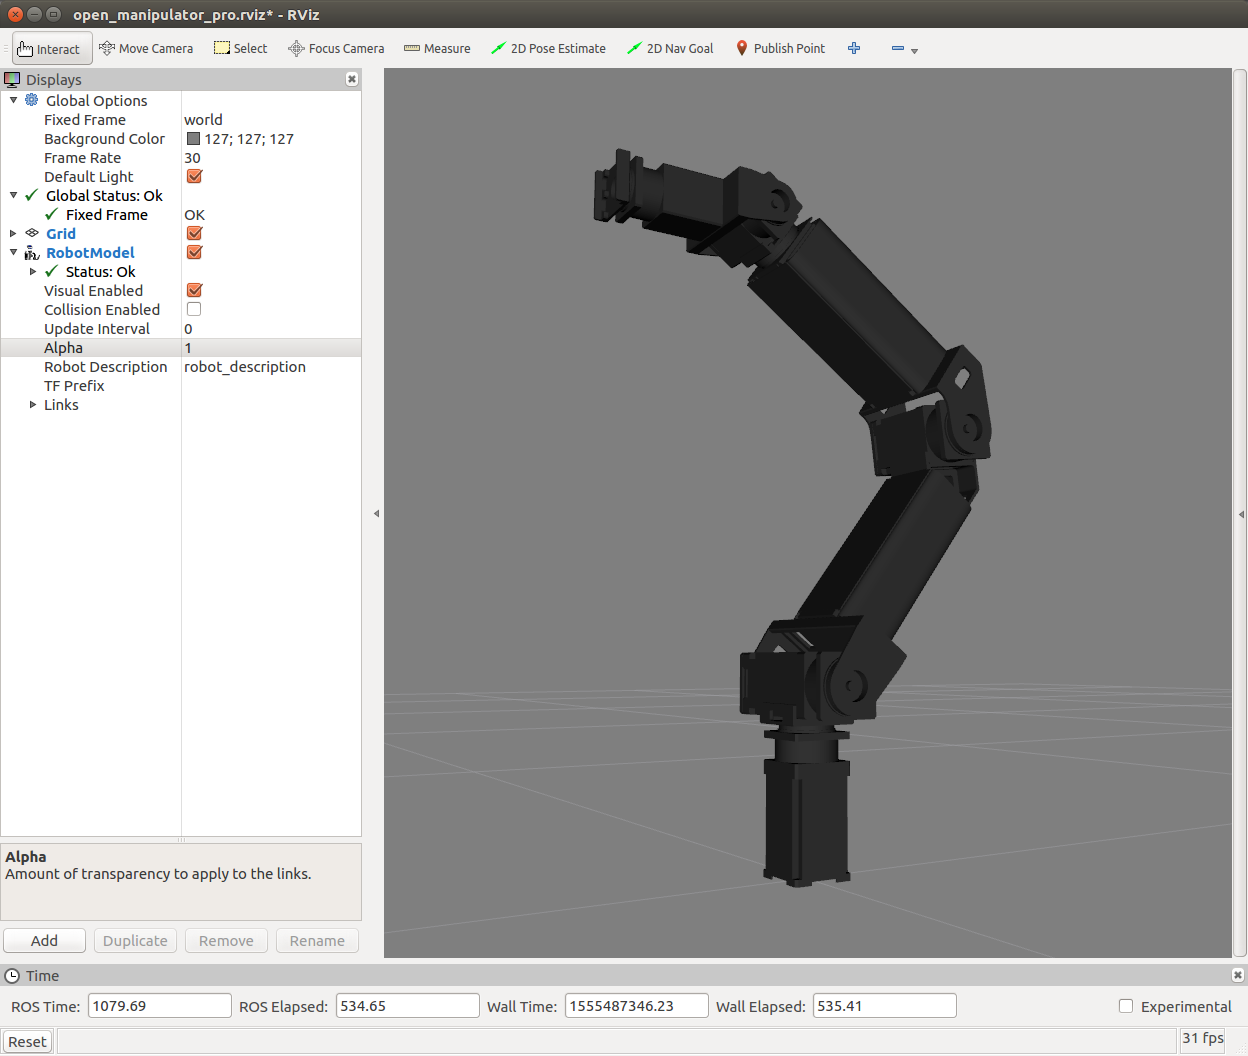 open_manipulator_pro.rviz* - RViz
Interact Move Camera Select Focus Camera Measure 2D Pose Estimate 2D Nav Goal Publish Point
Displays
Global Options
Fixed Frame world
Background Color 127; 127; 127
Frame Rate 30
Default Light
Global Status: Ok
Fixed Frame OK
Grid
RobotModel
Status: Ok
Visual Enabled
Collision Enabled
Update Interval 0
Alpha 1
Robot Description robot_description
TF Prefix
Links
Alpha
Amount of transparency to apply to the links.
Add Duplicate Remove Rename
Time
ROS Time: 1079.69 ROS Elapsed: 534.65 Wall Time: 1555487346.23 Wall Elapsed: 535.41 Experimental
Reset 31 fps